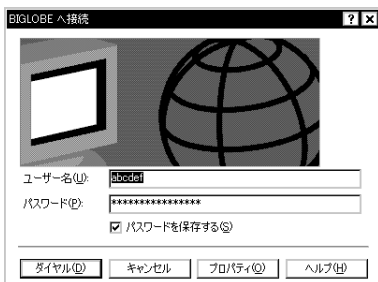 BIGLOBE へ接続
ユーザー名(U): abcdef
パスワード(P): ****************
パスワードを保存する(S)
ダイヤル(D) キャンセル プロパティ(O) ヘルプ(H)